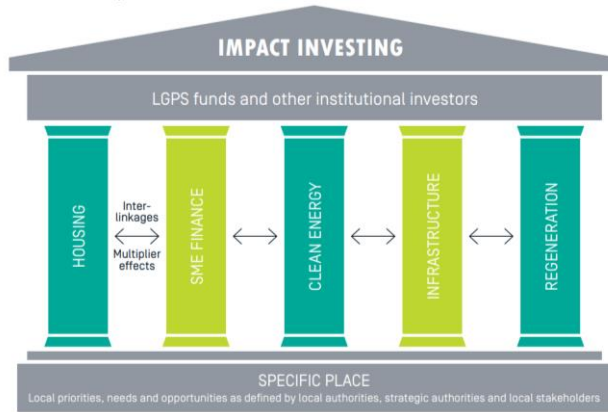 IMPACT INVESTING
LGPS funds and other institutional investors
HOUSING
Inter-
linkages
Multiplier
effects
SME FINANCE
CLEAN ENERGY
INFRASTRUCTURE
REGENERATION
SPECIFIC PLACE
Local priorities, needs and opportunities as defined by local authorities, strategic authorities and local stakeholders